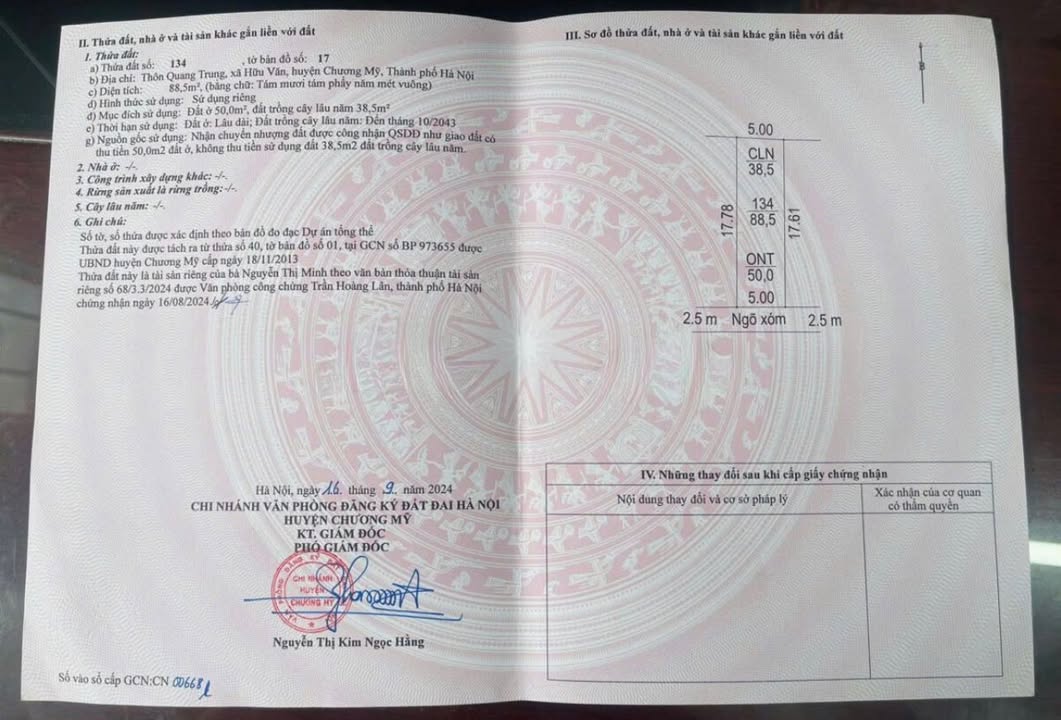 II. Thửa đất, nhà ở và tài sản khác gắn liền với đất
1. Thửa đất:
a) Thửa đất số: 134 , tờ bản đồ số: 17
b) Địa chỉ: Thôn Quang Trung, xã Hữu Văn, huyện Chương Mỹ, Thành phố Hà Nội
c) Diện tích: 88,5m², (bằng chữ: Tám mươi tám phẩy năm mét vuông)
d) Hình thức sử dụng: Sử dụng riêng
đ) Mục đích sử dụng: Đất ở 50,0m², đất trồng cây lâu năm 38,5m²
e) Thời hạn sử dụng: Đất ở: Lâu dài; Đất trồng cây lâu năm: Đến tháng 10/2043
g) Nguồn gốc sử dụng: Nhận chuyển nhượng đất được công nhận QSDĐ như giao đất có
thu tiền 50,0m2 đất ở, không thu tiền sử dụng đất 38,5m2 đất trồng cây lâu năm.
2. Nhà ở: -/-.
3. Công trình xây dựng khác: -/-.
4. Rừng sản xuất là rừng trồng: -/-.
5. Cây lâu năm: -/-.
6. Ghi chú:
Số tờ, số thửa được xác định theo bản đồ đo đạc Dự án tổng thể
Thửa đất này được tách ra từ thửa số 40, tờ bản đồ số 01, tại GCN số BP 973655 được
UBND huyện Chương Mỹ cấp ngày 18/11/2013
Thửa đất này là tài sản riêng của bà Nguyễn Thị Minh theo văn bản thỏa thuận tài sản
riêng số 68/3.3/2024 được Văn phòng công chứng Trần Hoàng Lân, thành phố Hà Nội
chứng nhận ngày 16/08/2024./.
Hà Nội, ngày 16 tháng 9 năm 2024
CHI NHÁNH VĂN PHÒNG ĐĂNG KÝ ĐẤT ĐAI HÀ NỘI
HUYỆN CHƯƠNG MỸ
KT. GIÁM ĐỐC
PHÓ GIÁM ĐỐC
CHI NHÁNH
HUYỆN
CHƯƠNG MỸ
Nguyễn Thị Kim Ngọc Hằng
Số vào sổ cấp GCN:CN
III. Sơ đồ thửa đất, nhà ở và tài sản khác gắn liền với đất
B
5.00
CLN
38,5
17.78
134
88,5
17.61
ONT
50,0
5.00
2.5 m Ngõ xóm 2.5 m
IV. Những thay đổi sau khi cấp giấy chứng nhận
Nội dung thay đổi và cơ sở pháp lý
Xác nhận của cơ quan
có thẩm quyền